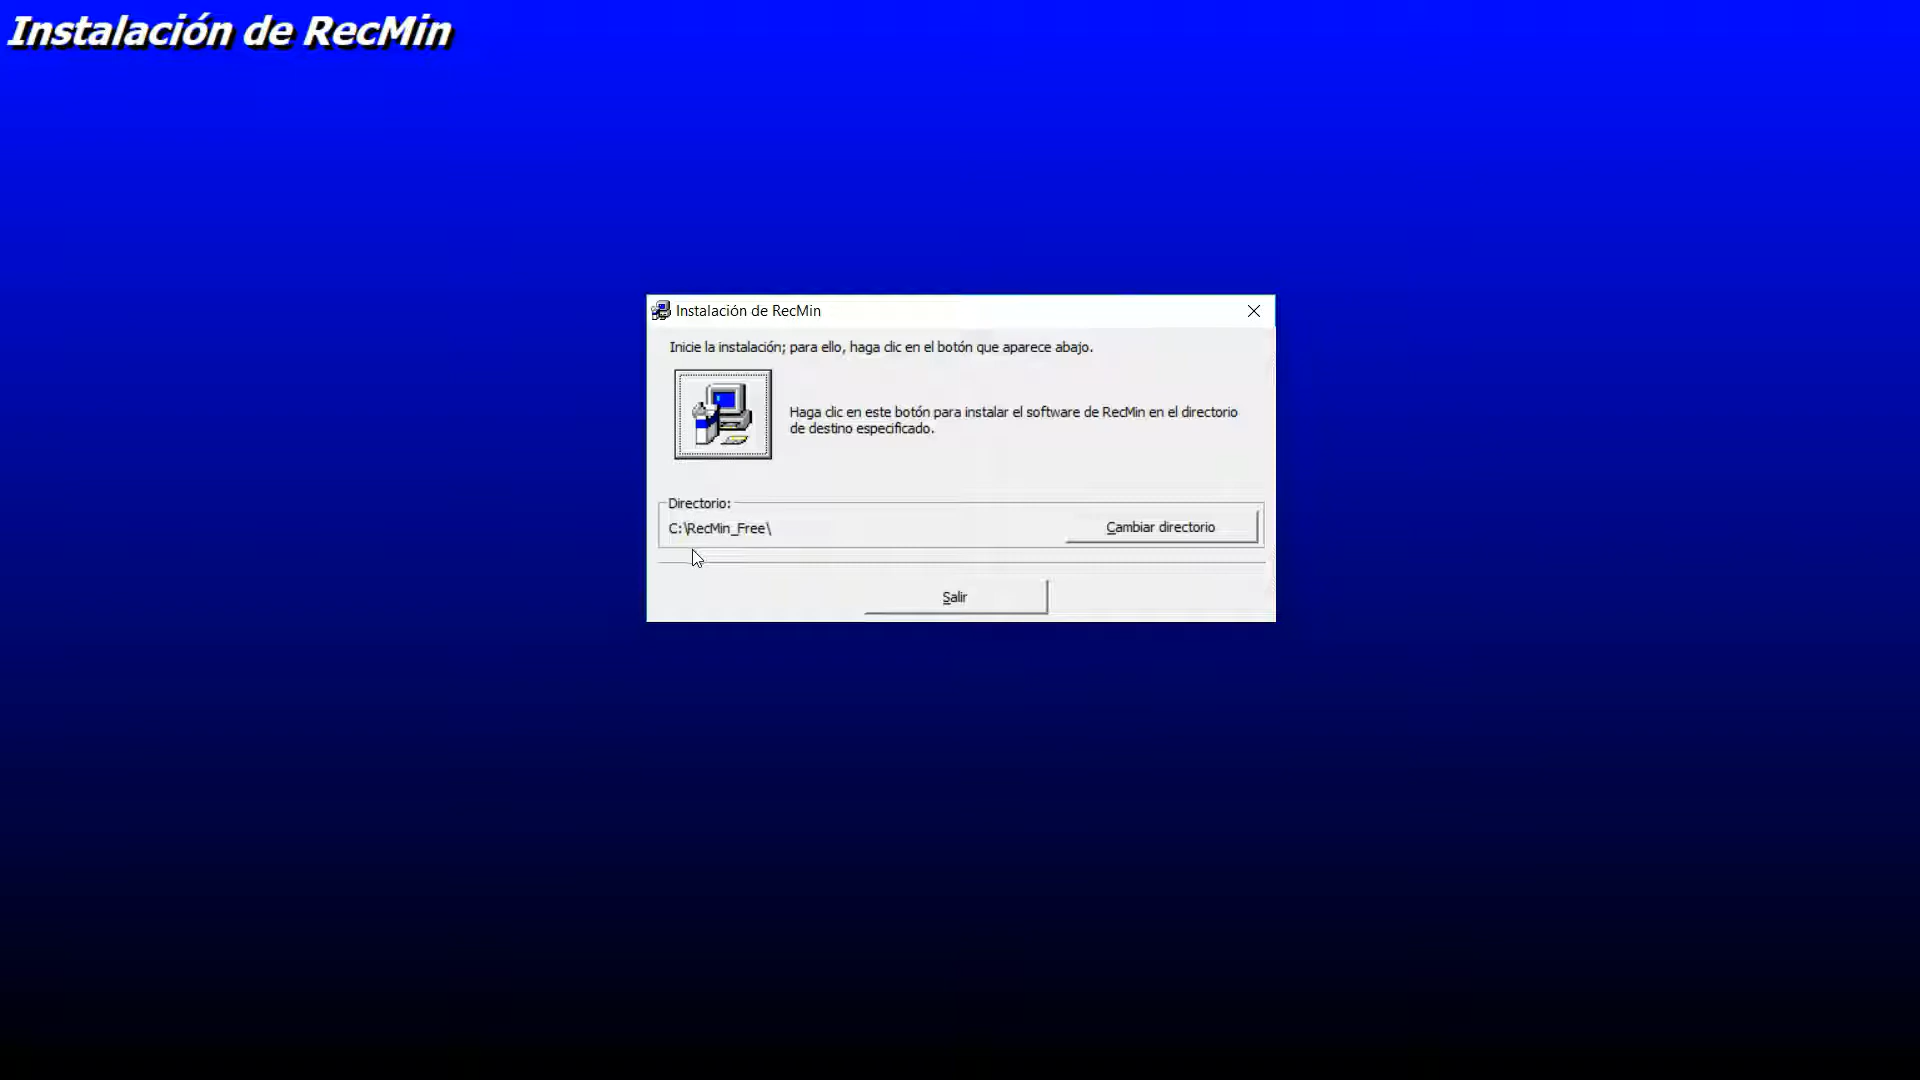 Instalación de RecMin
Instalación de RecMin
Inicie la instalación; para ello, haga clic en el botón que aparece abajo.
Haga clic en este botón para instalar el software de RecMin en el directorio
de destino especificado.
Directorio:
C:\RecMin_Free\
Cambiar directorio
Salir